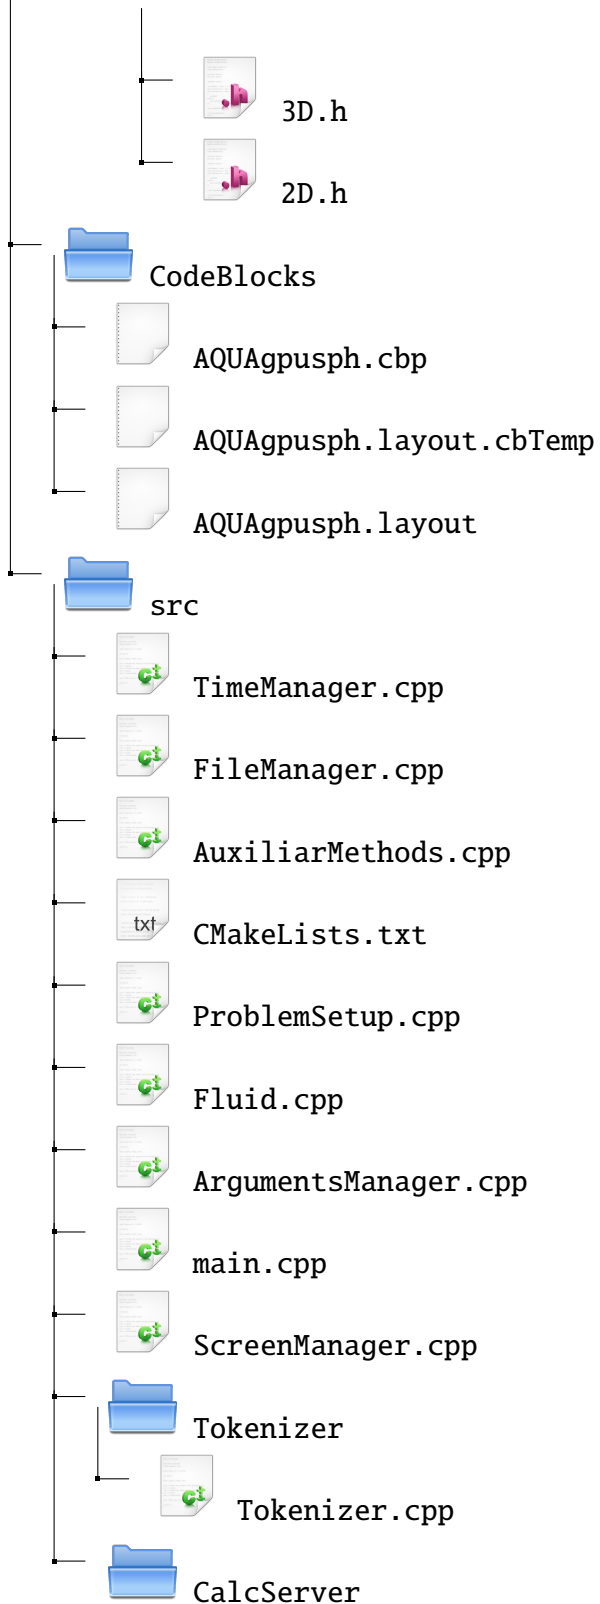 3D.h
2D.h
CodeBlocks
AQUAgpusph.cbp
AQUAgpusph.layout.cbTemp
AQUAgpusph.layout
src
TimeManager.cpp
FileManager.cpp
AuxiliarMethods.cpp
CMakeLists.txt
ProblemSetup.cpp
Fluid.cpp
ArgumentsManager.cpp
main.cpp
ScreenManager.cpp
Tokenizer
Tokenizer.cpp
CalcServer